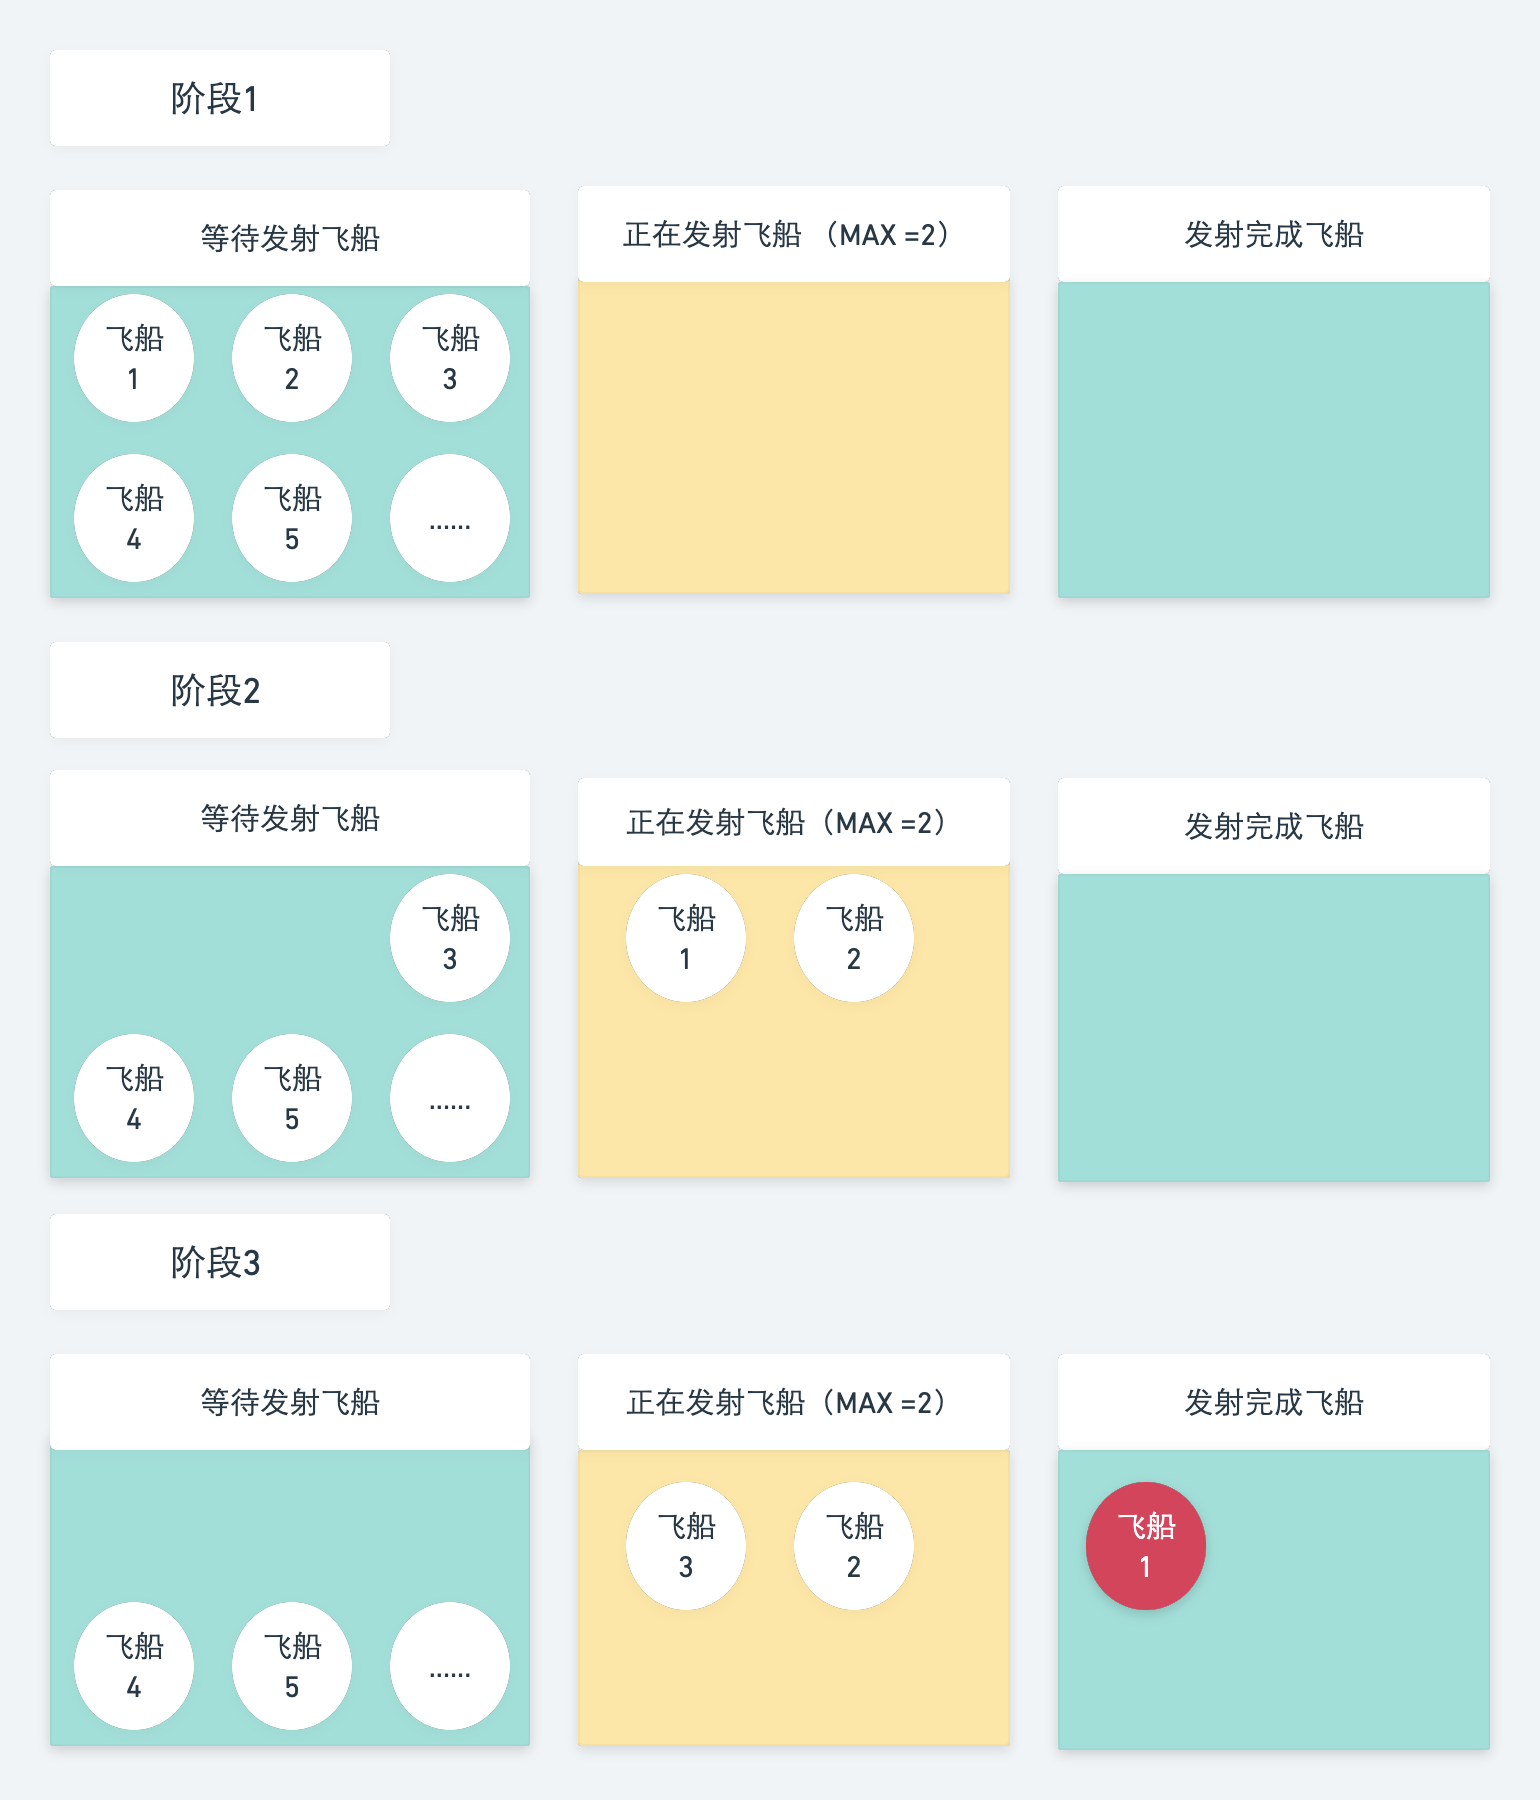 阶段1
等待发射飞船
正在发射飞船 （MAX =2）
发射完成飞船
飞船
1
飞船
2
飞船
3
飞船
4
飞船
5
......
阶段2
等待发射飞船
正在发射飞船（MAX =2）
发射完成飞船
飞船
3
飞船
4
飞船
5
......
飞船
1
飞船
2
阶段3
等待发射飞船
正在发射飞船（MAX =2）
发射完成飞船
飞船
4
飞船
5
......
飞船
3
飞船
2
飞船
1